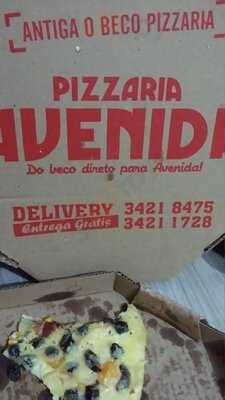 ANTIGA O BECO PIZZARIA
PIZZARIA
AVENIDA
Do beco direto para Avenida!
DELIVERY 3421 8475
Entrega Grátis 3421 1728